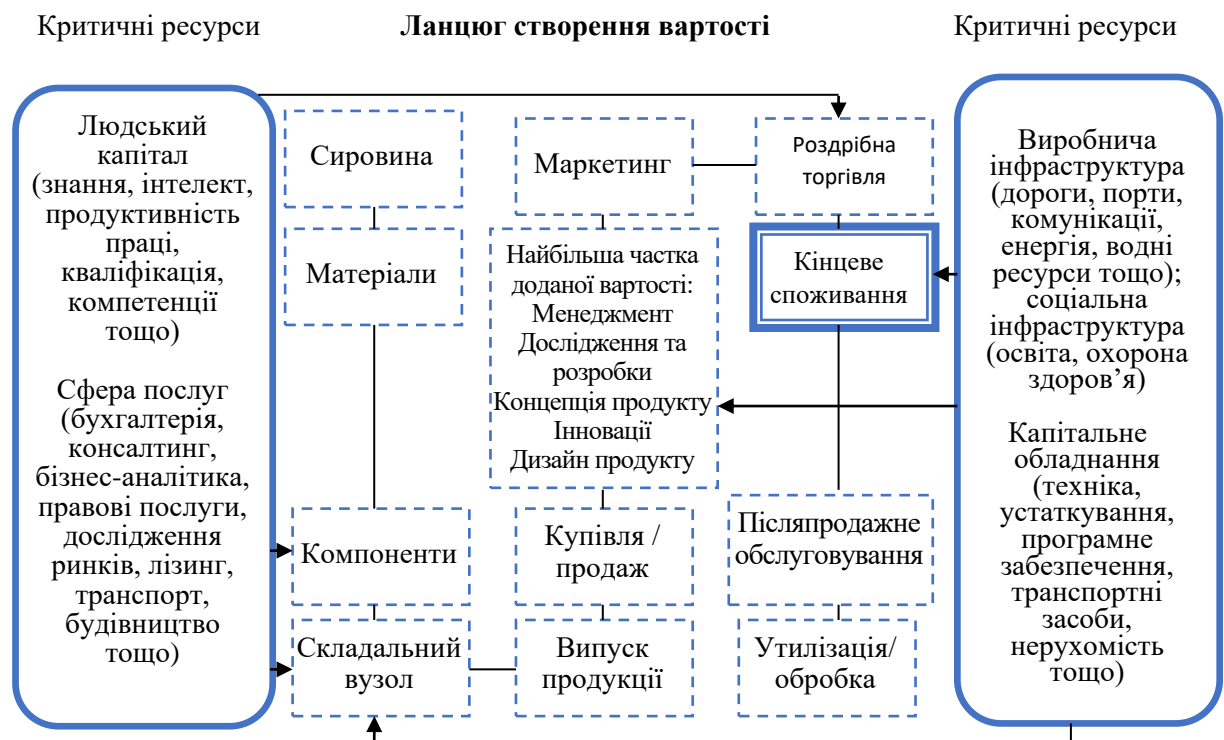 Критичні ресурси
Ланцюг створення вартості
Критичні ресурси
Людський
капітал
(знання, інтелект,
продуктивність
праці,
кваліфікація,
компетенції
тощо)
Сфера послуг
(бухгалтерія,
консалтинг,
бізнес-аналітика,
правові послуги,
дослідження
ринків, лізинг,
транспорт,
будівництво
тощо)
Сировина
Матеріали
Компоненти
Складальний
вузол
Маркетинг
Найбільша частка
доданої вартості:
Менеджмент
Дослідження та
розробки
Концепція продукту
Інновації
Дизайн продукту
Купівля /
продаж
Випуск
продукції
Роздрібна
торгівля
Кінцеве
споживання
Післяпродажне
обслуговування
Утилізація/
обробка
Виробнича
інфраструктура
(дороги, порти,
комунікації,
енергія, водні
ресурси тощо);
соціальна
інфраструктура
(освіта, охорона
здоров’я)
Капітальне
обладнання
(техніка,
устаткування,
програмне
забезпечення,
транспортні
засоби,
нерухомість
тощо)